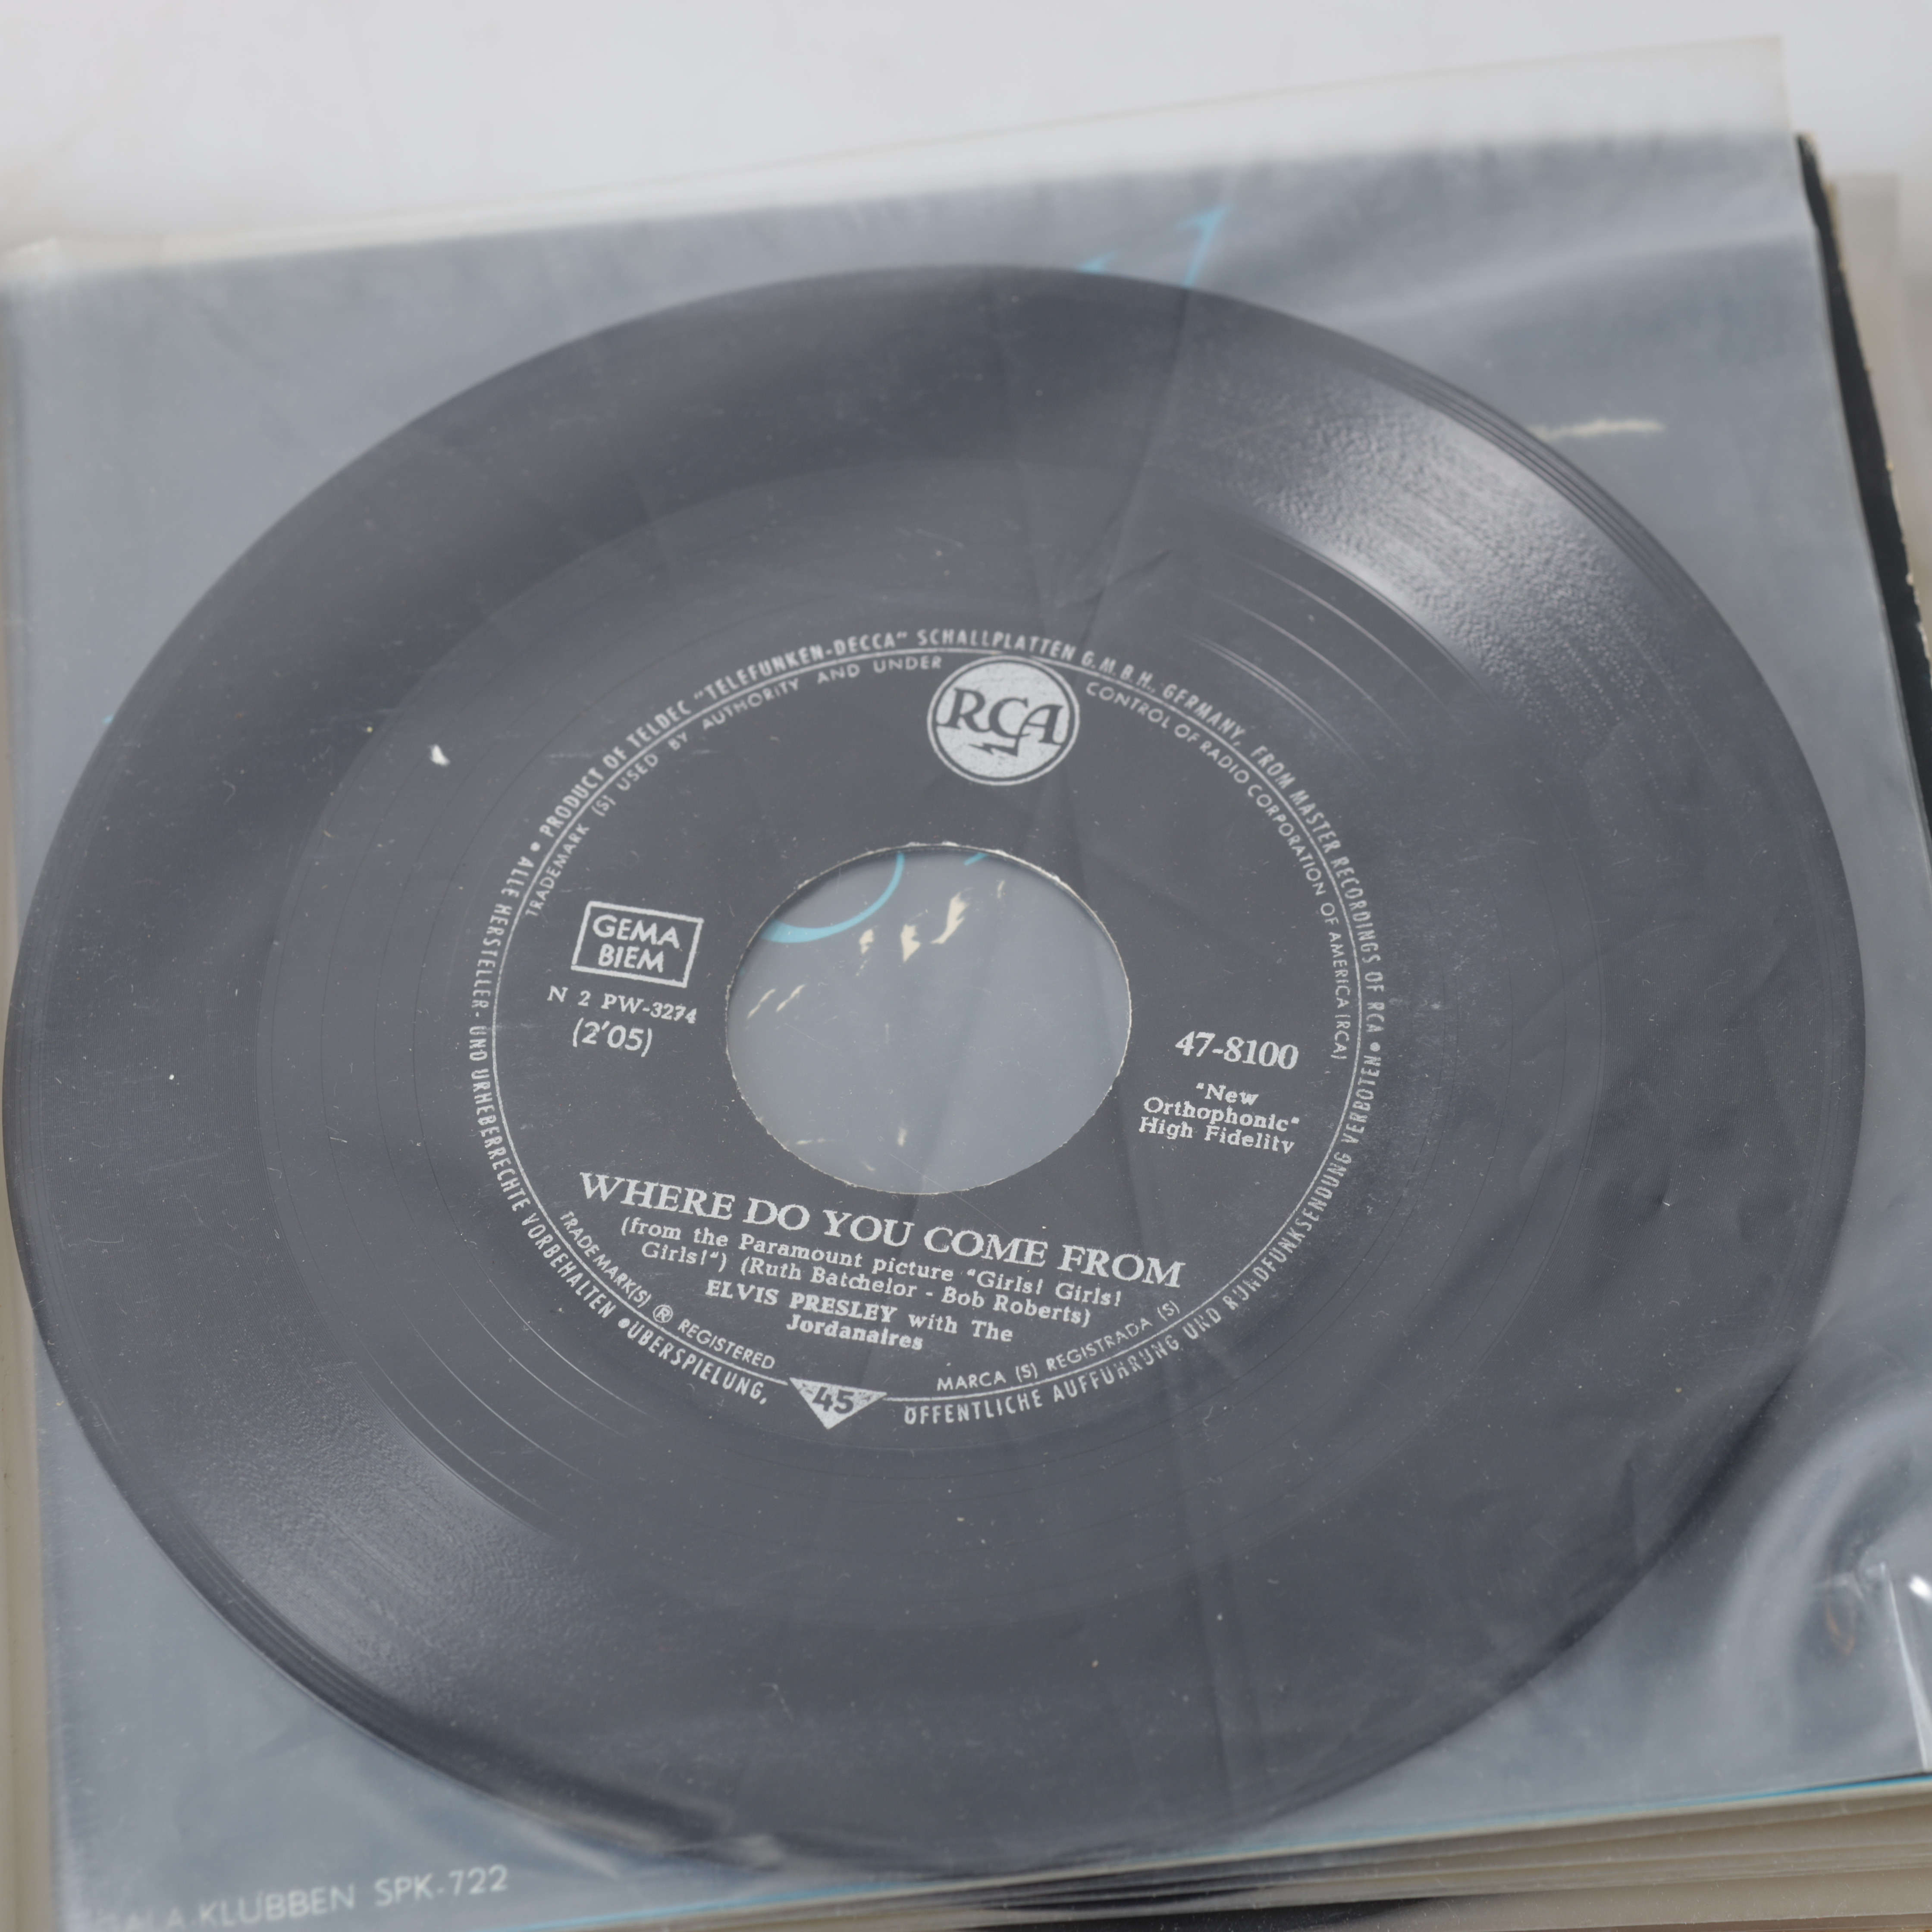 ALLE HERSTELLER- UND URHEBERRECHTE VORBEHALTEN • ÜBERSPIELUNG, ÖFFENTLICHE AUFFÜHRUNG UND RUNDFUNKSENDUNG VERBOTEN •
PRODUCT OF TELDEC "TELEFUNKEN-DECCA" SCHALLPLATTEN G.M.B.H., GERMANY, FROM MASTER RECORDINGS OF RCA •
TRADEMARK (S) USED BY AUTHORITY AND UNDER CONTROL OF RADIO CORPORATION OF AMERICA (RCA)
RCA
GEMA
BIEM
N 2 PW-3274
(2'05)
47-8100
"New
Orthophonic"
High Fidelity
WHERE DO YOU COME FROM
(from the Paramount picture "Girls! Girls!
Girls!") (Ruth Batchelor - Bob Roberts)
ELVIS PRESLEY with The
Jordanaires
TRADEMARK(S) ® REGISTERED
MARCA (S) REGISTRADA (S)
45
GALA-KLUBBEN SPK-722